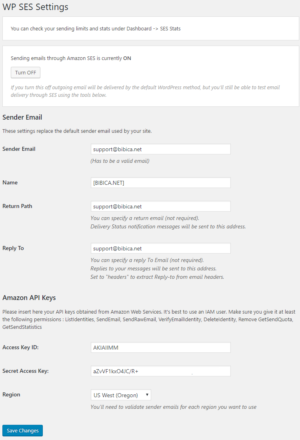 WP SES Settings
You can check your sending limits and stats under Dashboard -> SES Stats
Sending emails through Amazon SES is currently ON
Turn OFF
If you turn this off outgoing email will be delivered by the default WordPress method, but you'll still be able to test email
delivery through SES using the tools below.
Sender Email
These settings replace the default sender email used by your site.
Sender Email
support@bibica.net
(Has to be a valid email)
Name
[BIBICA.NET]
Return Path
support@bibica.net
You can specify a return email (not required).
Delivery Status notification messages will be sent to this address.
Reply To
support@bibica.net
You can specify a reply To Email (not required).
Replies to your messages will be sent to this address.
Set to "headers" to extract Reply-to from email headers.
Amazon API Keys
Please insert here your API keys obtained from Amazon Web Services. It's best to use an IAM user. Make sure you give it at least
the following permissions : ListIdentities, SendEmail, SendRawEmail, VerifyEmailIdentity, DeleteIdentity, Remove GetSendQuota,
GetSendStatistics
Access Key ID:
Secret Access Key:
Region
US West (Oregon)
You'll need to validate sender emails for each region you want to use
Save Changes